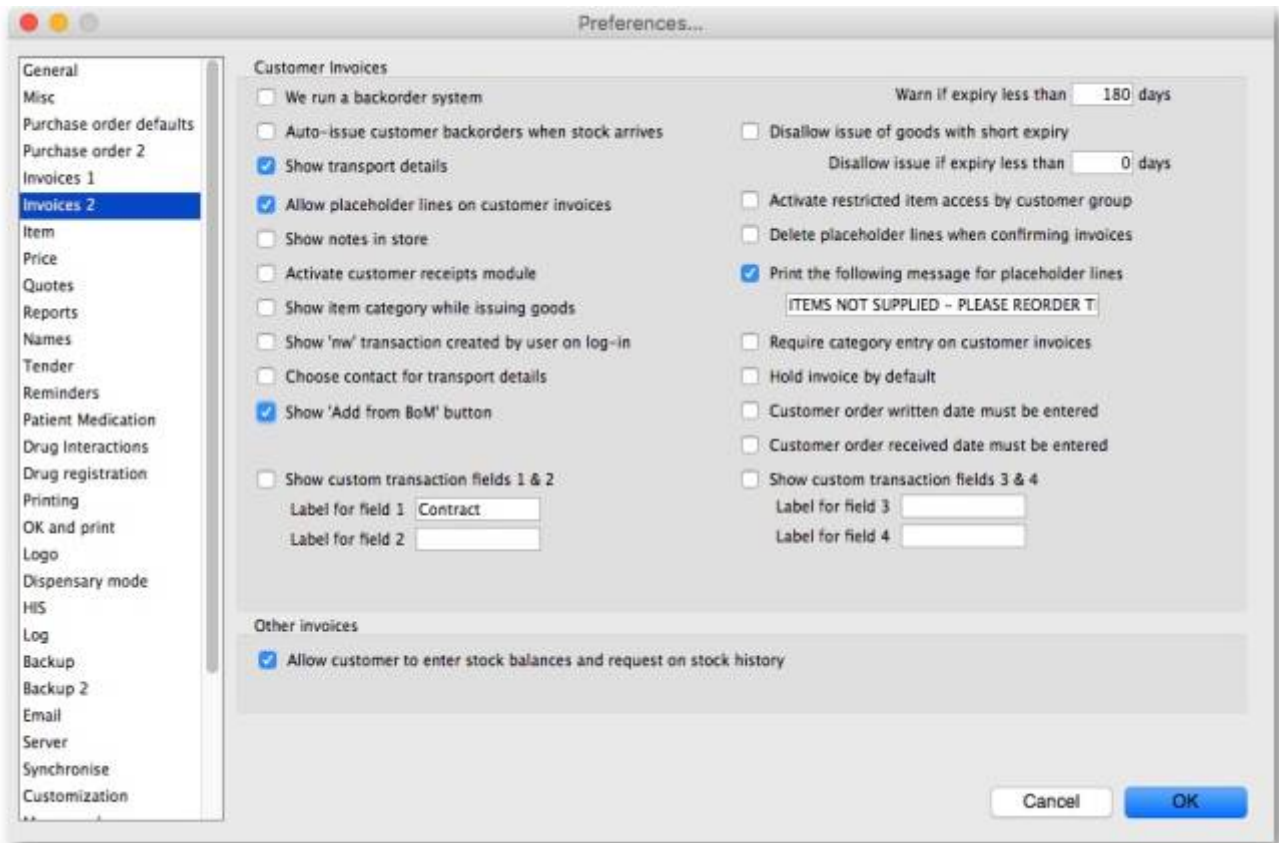 Preferences...
General
Misc
Purchase order defaults
Purchase order 2
Invoices 1
Invoices 2
Item
Price
Quotes
Reports
Names
Tender
Reminders
Patient Medication
Drug Interactions
Drug registration
Printing
OK and print
Logo
Dispensary mode
HIS
Log
Backup
Backup 2
Email
Server
Synchronise
Customization
Customer Invoices
We run a backorder system
Auto-issue customer backorders when stock arrives
Show transport details
Allow placeholder lines on customer invoices
Show notes in store
Activate customer receipts module
Show item category while issuing goods
Show 'nw' transaction created by user on log-in
Choose contact for transport details
Show 'Add from BoM' button
Show custom transaction fields 1 & 2
Label for field 1 Contract
Label for field 2
Warn if expiry less than 180 days
Disallow issue of goods with short expiry
Disallow issue if expiry less than 0 days
Activate restricted item access by customer group
Delete placeholder lines when confirming invoices
Print the following message for placeholder lines
ITEMS NOT SUPPLIED - PLEASE REORDER T
Require category entry on customer invoices
Hold invoice by default
Customer order written date must be entered
Customer order received date must be entered
Show custom transaction fields 3 & 4
Label for field 3
Label for field 4
Other invoices
Allow customer to enter stock balances and request on stock history
Cancel
OK